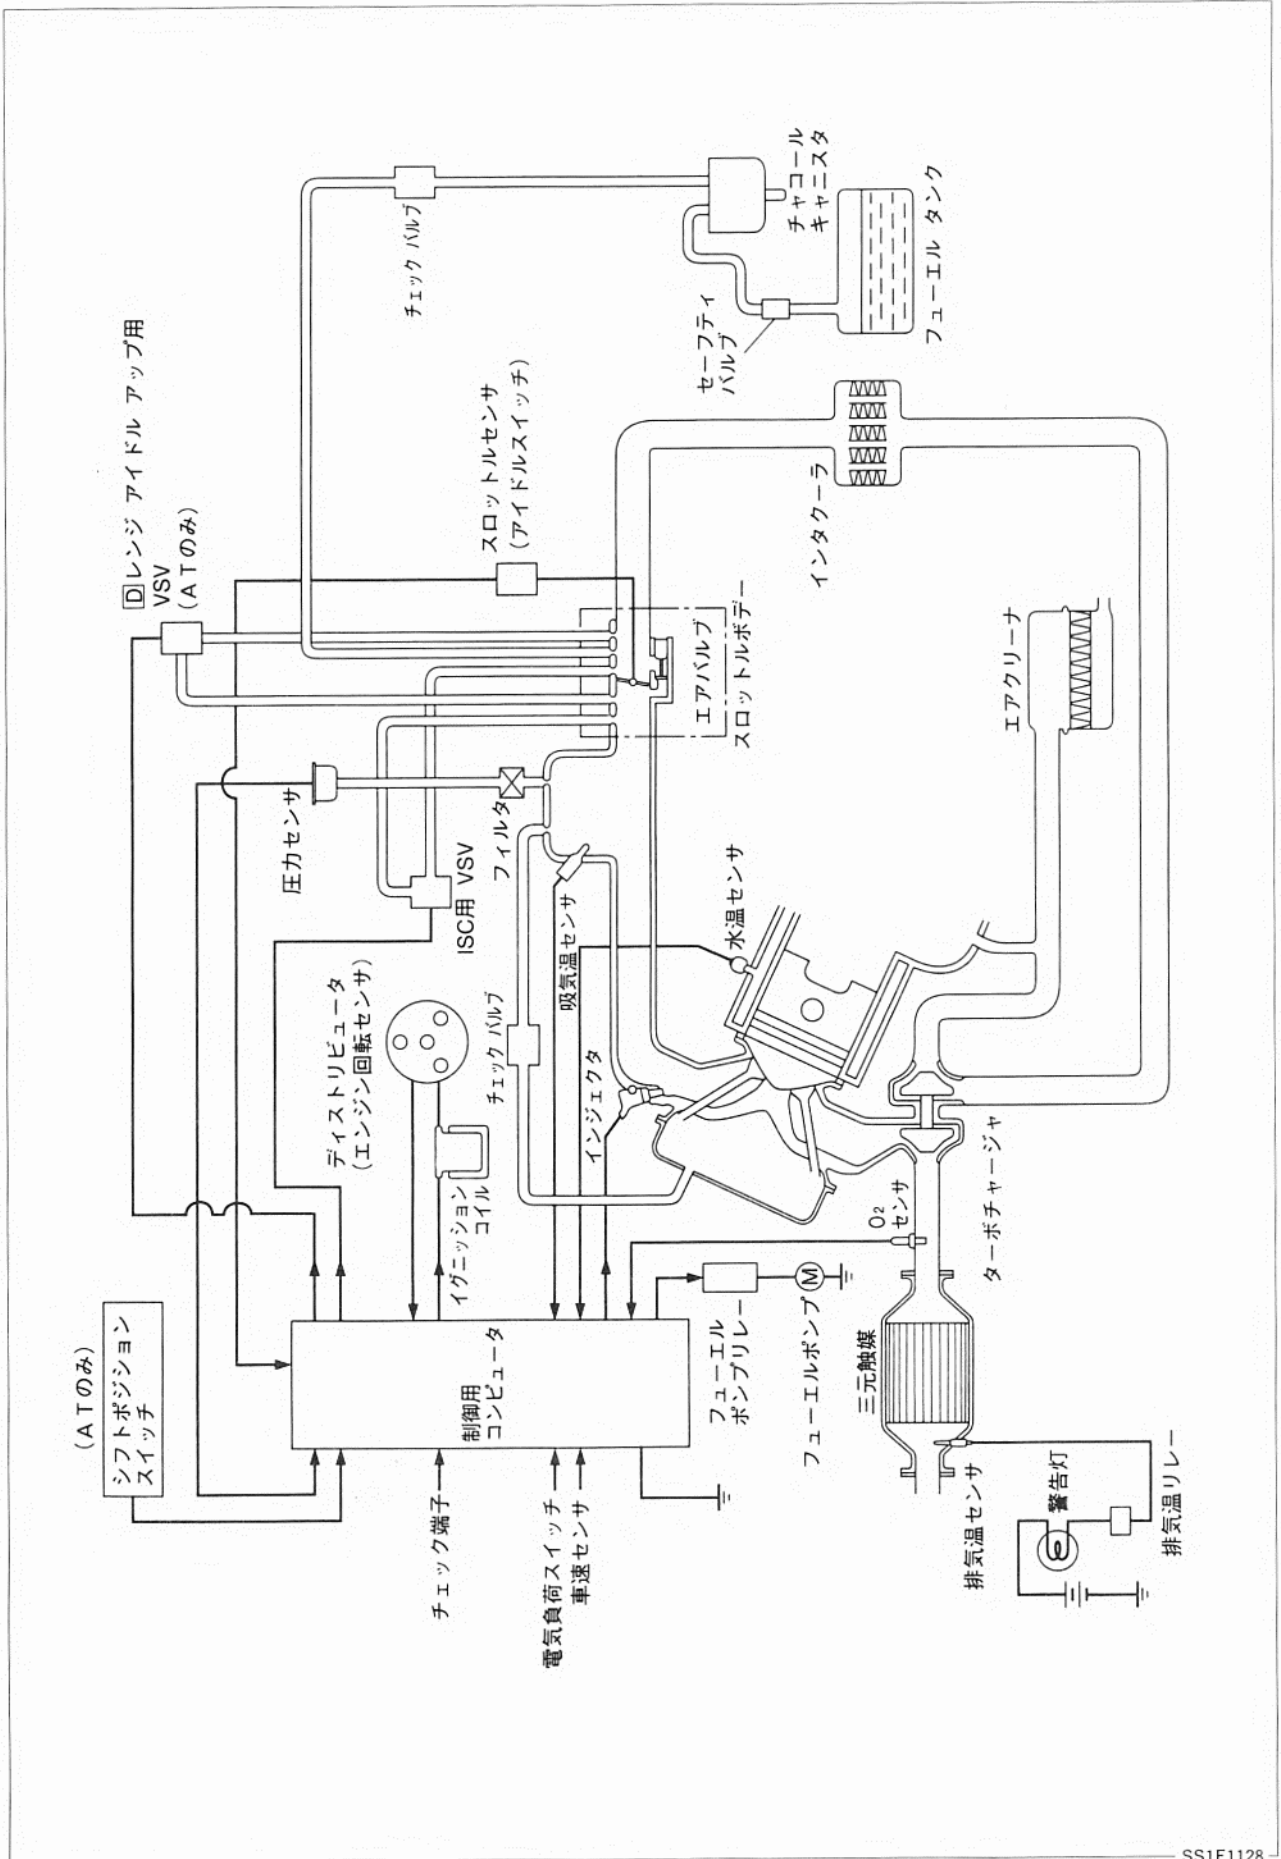 (ATのみ)
シフトポジション
スイッチ
Dレンジ アイドル アップ用
VSV
(ATのみ)
圧力センサ
ISC用 VSV
フィルタ
スロットルセンサ
(アイドルスイッチ)
チェック バルブ
チャコール
キャニスタ
セーフティ
バルブ
フューエル タンク
ディストリビュータ
(エンジン回転センサ)
イグニッション
コイル
チェック バルブ
吸気温センサ
インジェクタ
水温センサ
エアバルブ
スロットルボデー
インタクーラ
エアクリーナ
制御用
コンピュータ
チェック端子
電気負荷スイッチ
車速センサ
フューエル
ポンプリレー
フューエルポンプ
M
O2
センサ
ターボチャージャ
三元触媒
排気温センサ
警告灯
排気温リレー
SS1F1128